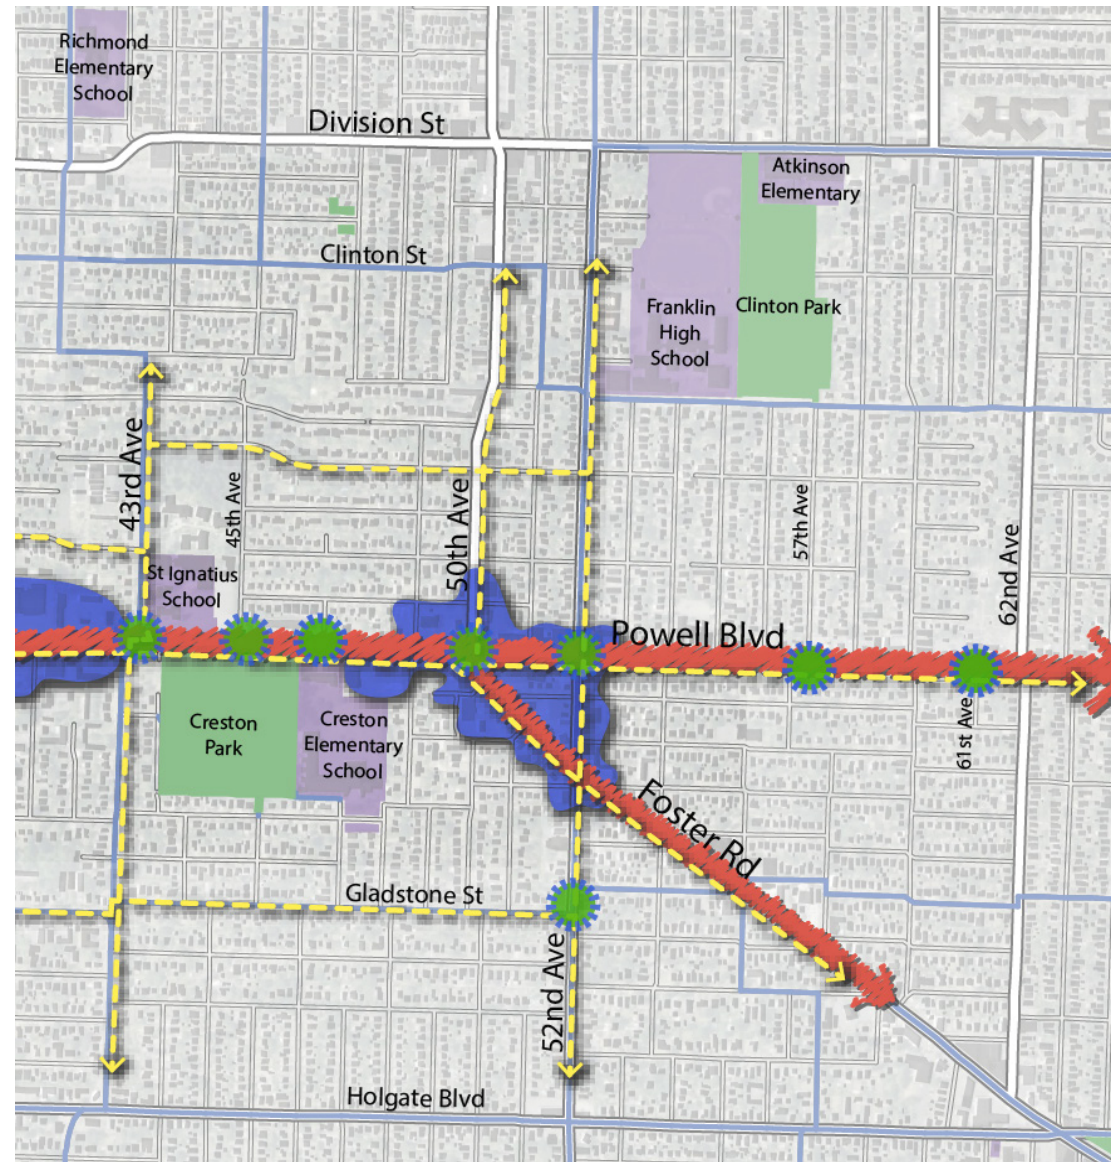 Richmond
Elementary
School
Division St
Atkinson
Elementary
Clinton St
Franklin
High
School
Clinton Park
43rd Ave
45th Ave
50th Ave
57th Ave
62nd Ave
St Ignatius
School
Powell Blvd
Creston
Park
Creston
Elementary
School
61st Ave
Foster Rd
Gladstone St
52nd Ave
Holgate Blvd